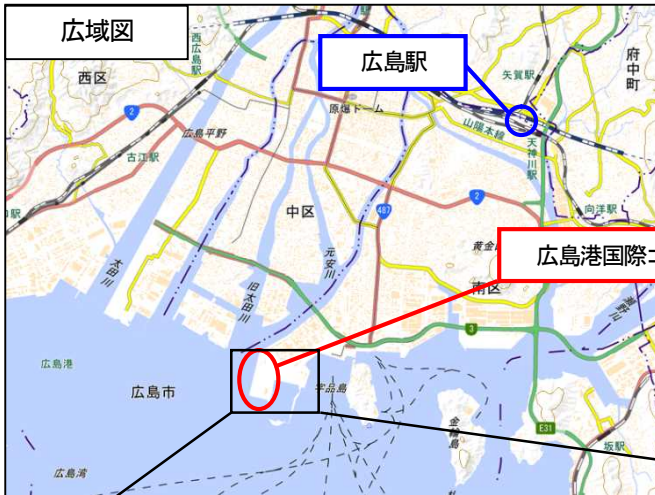 広域図
広島駅
西広島駅
西区
矢賀駅
府中町
原爆ドーム
山陽本線
2
広島平野
古江駅
天神川駅
中区
487
2
向洋駅
太田川
旧太田川
元安川
広島港国際コ
南区
3
広島港
広島市
宇品島
金輪島
E31
坂駅
広島湾